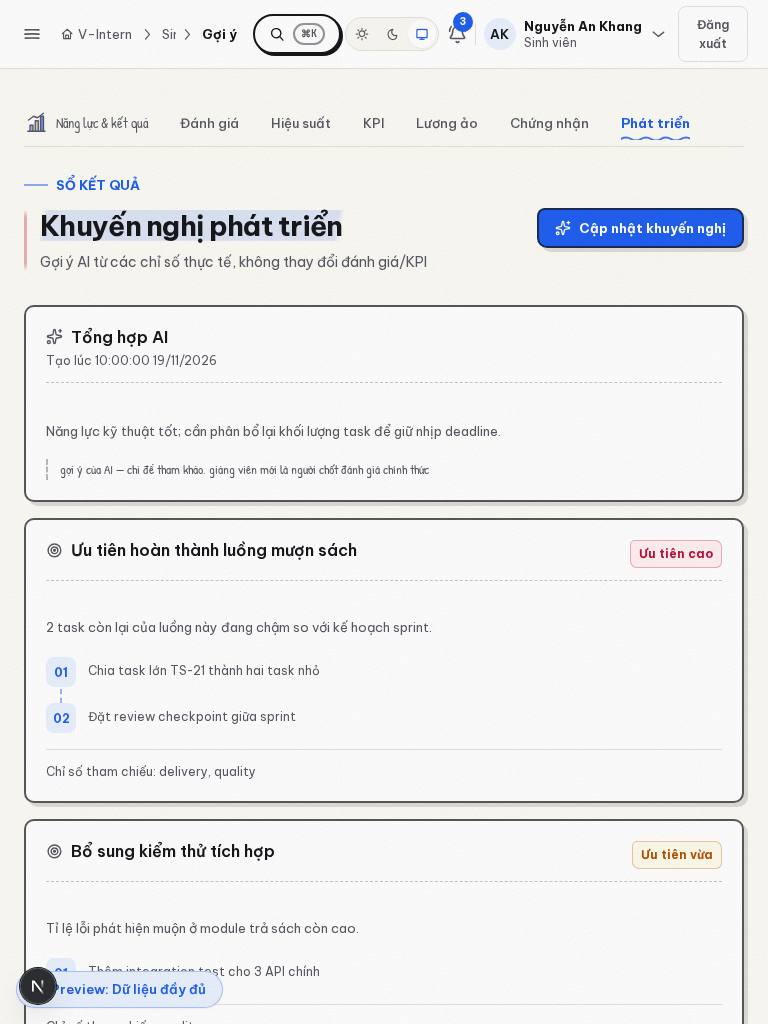 V-Intern > Sir > Gợi ý ⌘K 3 AK Nguyễn An Khang
Sinh viên
Đăng xuất
Năng lực & kết quả Đánh giá Hiệu suất KPI Lương ảo Chứng nhận Phát triển
SỔ KẾT QUẢ
Khuyến nghị phát triển
Cập nhật khuyến nghị
Gợi ý AI từ các chỉ số thực tế, không thay đổi đánh giá/KPI
Tổng hợp AI
Tạo lúc 10:00:00 19/11/2026
Năng lực kỹ thuật tốt; cần phân bổ lại khối lượng task để giữ nhịp deadline.
gợi ý của AI — chỉ để tham khảo. giảng viên mới là người chốt đánh giá chính thức
Ưu tiên hoàn thành luồng mượn sách
Ưu tiên cao
2 task còn lại của luồng này đang chậm so với kế hoạch sprint.
01 Chia task lớn TS-21 thành hai task nhỏ
02 Đặt review checkpoint giữa sprint
Chỉ số tham chiếu: delivery, quality
Bổ sung kiểm thử tích hợp
Ưu tiên vừa
Tỉ lệ lỗi phát hiện muộn ở module trả sách còn cao.
01 Thêm integration test cho 3 API chính
N Preview: Dữ liệu đầy đủ